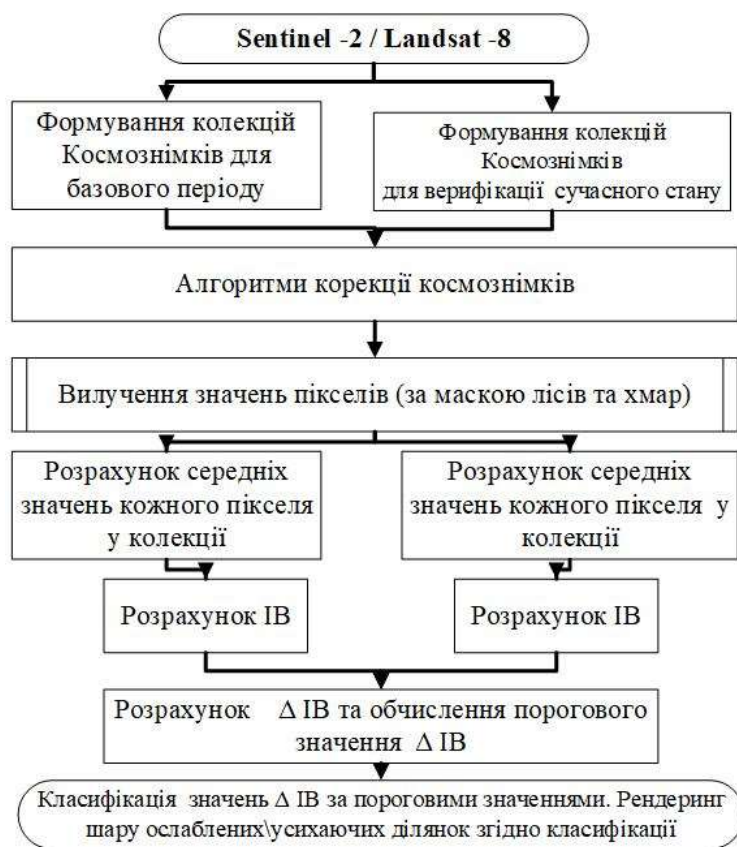 Sentinel -2 / Landsat -8
Формування колекцій
Космознімків для
базового періоду
Формування колекцій
Космознімків
для верифікації сучасного стану
Алгоритми корекції космознімків
Вилучення значень пікселів (за маскою лісів та хмар)
Розрахунок середніх
значень кожного пікселя
у колекції
Розрахунок середніх
значень кожного пікселя у
колекції
Розрахунок ІВ
Розрахунок ІВ
Розрахунок Δ ІВ та обчислення порогового
значення Δ ІВ
Класифікація значень Δ ІВ за пороговими значеннями. Рендеринг
шару ослаблених\усихаючих ділянок згідно класифікації